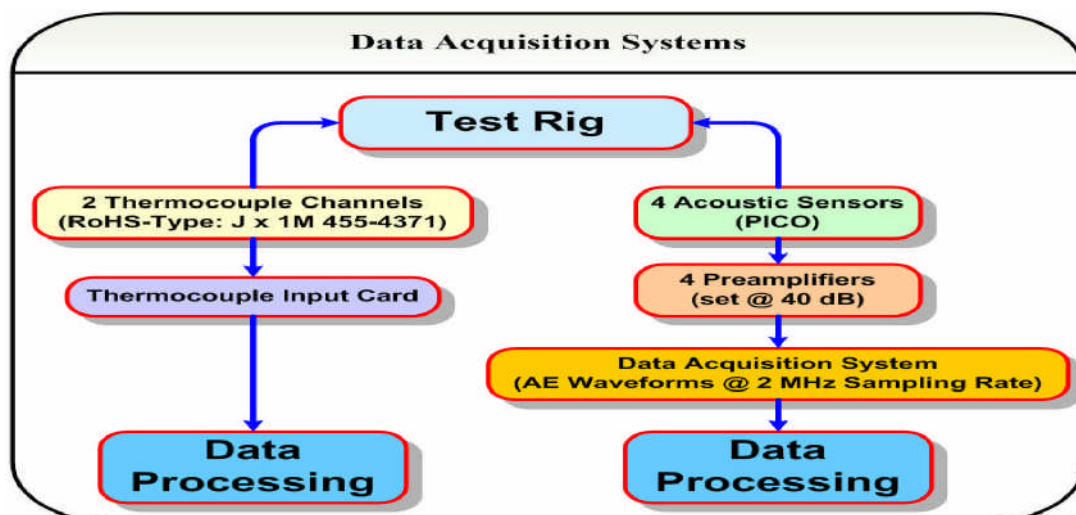 Data Acquisition Systems
Test Rig
2 Thermocouple Channels
(RoHS-Type: J x 1M 455-4371)
Thermocouple Input Card
Data
Processing
4 Acoustic Sensors
(PICO)
4 Preamplifiers
(set @ 40 dB)
Data Acquisition System
(AE Waveforms @ 2 MHz Sampling Rate)
Data
Processing